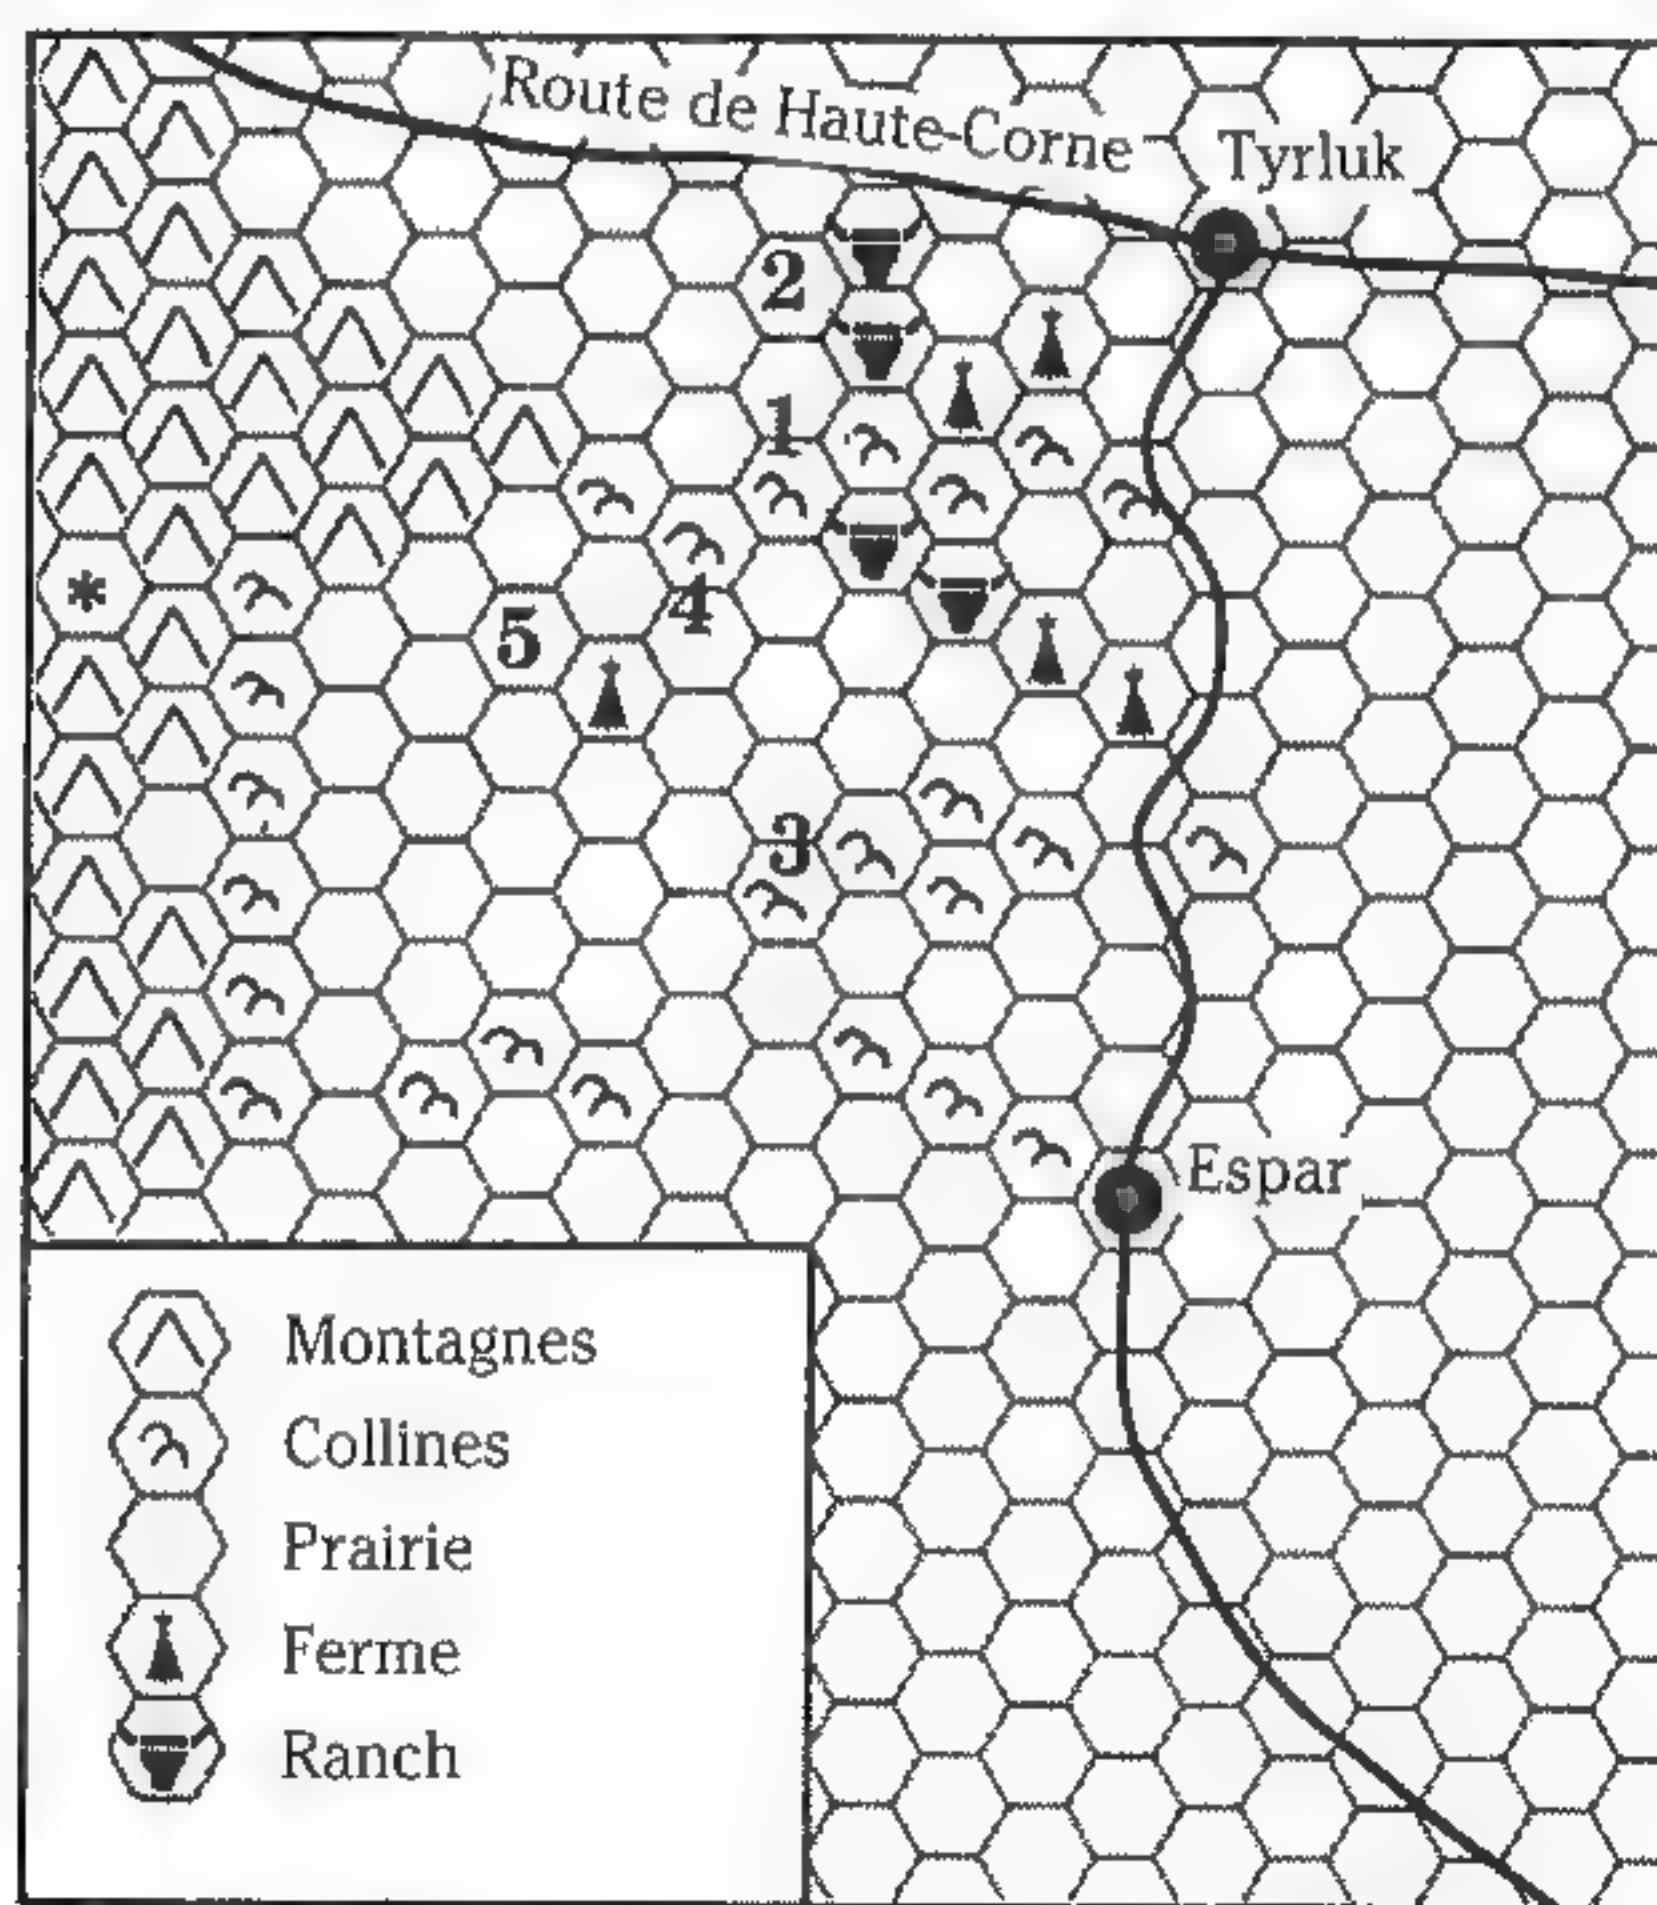 Route de Haute-Corne
Tyrluk
2
1
*
5
4
3
Espar
Montagnes
Collines
Prairie
Ferme
Ranch